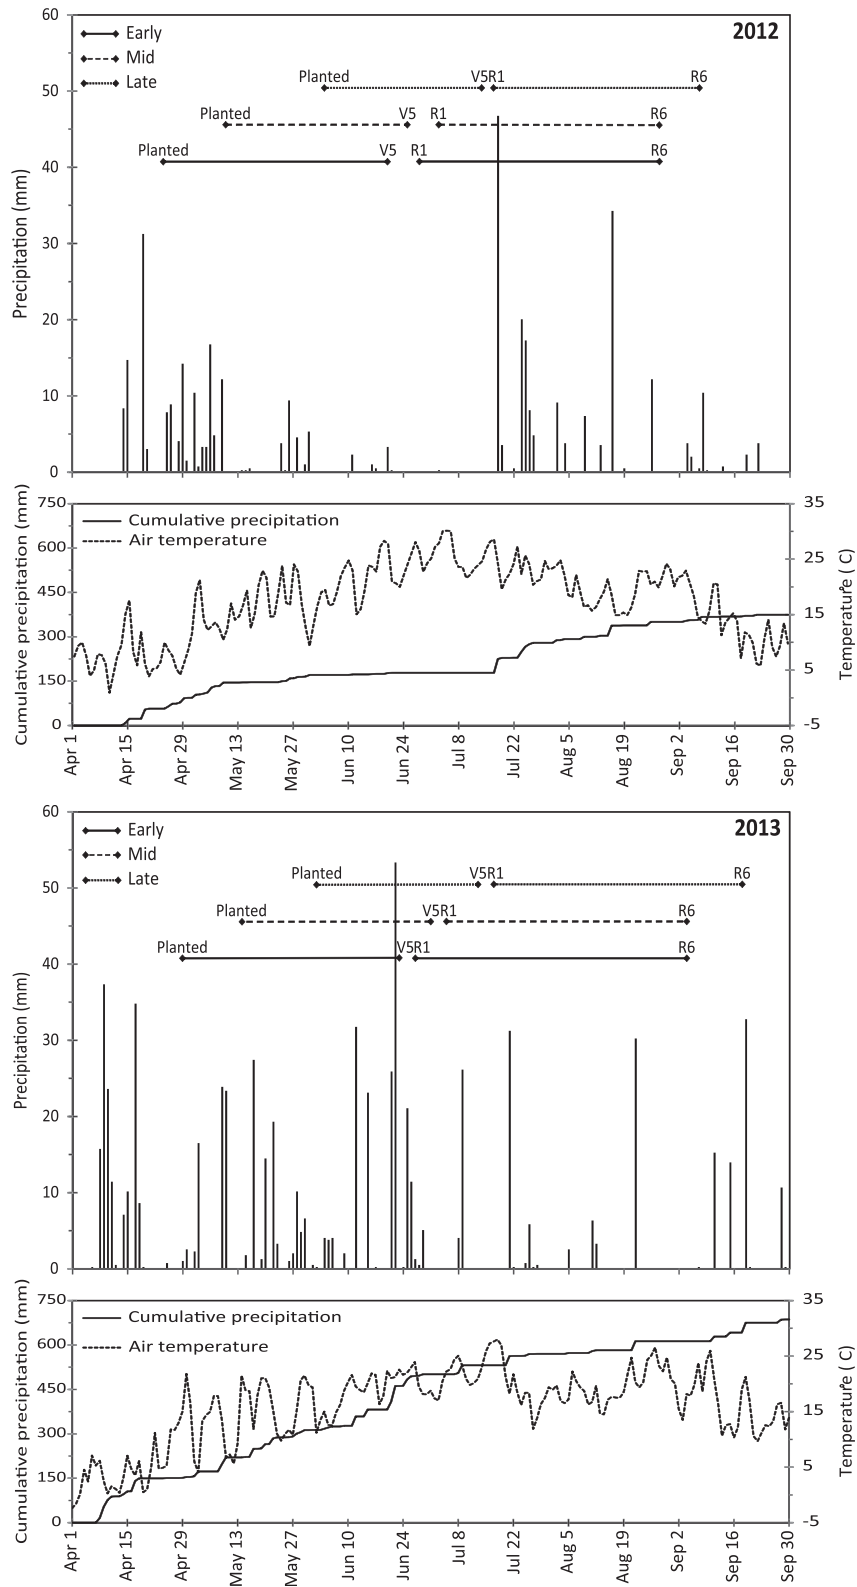 60
50
40
30
20
10
0
Precipitation (mm)
2012
Early
Mid
Late
Planted V5R1 R6
Planted V5 R1 R6
Planted V5 R1 R6
750
600
450
300
150
0
Cumulative precipitation (mm)
Cumulative precipitation
Air temperature
35
25
15
5
-5
Temperature (°C)
Apr 1 Apr 15 Apr 29 May 13 May 27 Jun 10 Jun 24 Jul 8 Jul 22 Aug 5 Aug 19 Sep 2 Sep 16 Sep 30
60
50
40
30
20
10
0
Precipitation (mm)
2013
Early
Mid
Late
Planted V5R1 R6
Planted V5R1 R6
Planted V5R1 R6
750
600
450
300
150
0
Cumulative precipitation (mm)
Cumulative precipitation
Air temperature
35
25
15
5
-5
Temperature (°C)
Apr 1 Apr 15 Apr 29 May 13 May 27 Jun 10 Jun 24 Jul 8 Jul 22 Aug 5 Aug 19 Sep 2 Sep 16 Sep 30